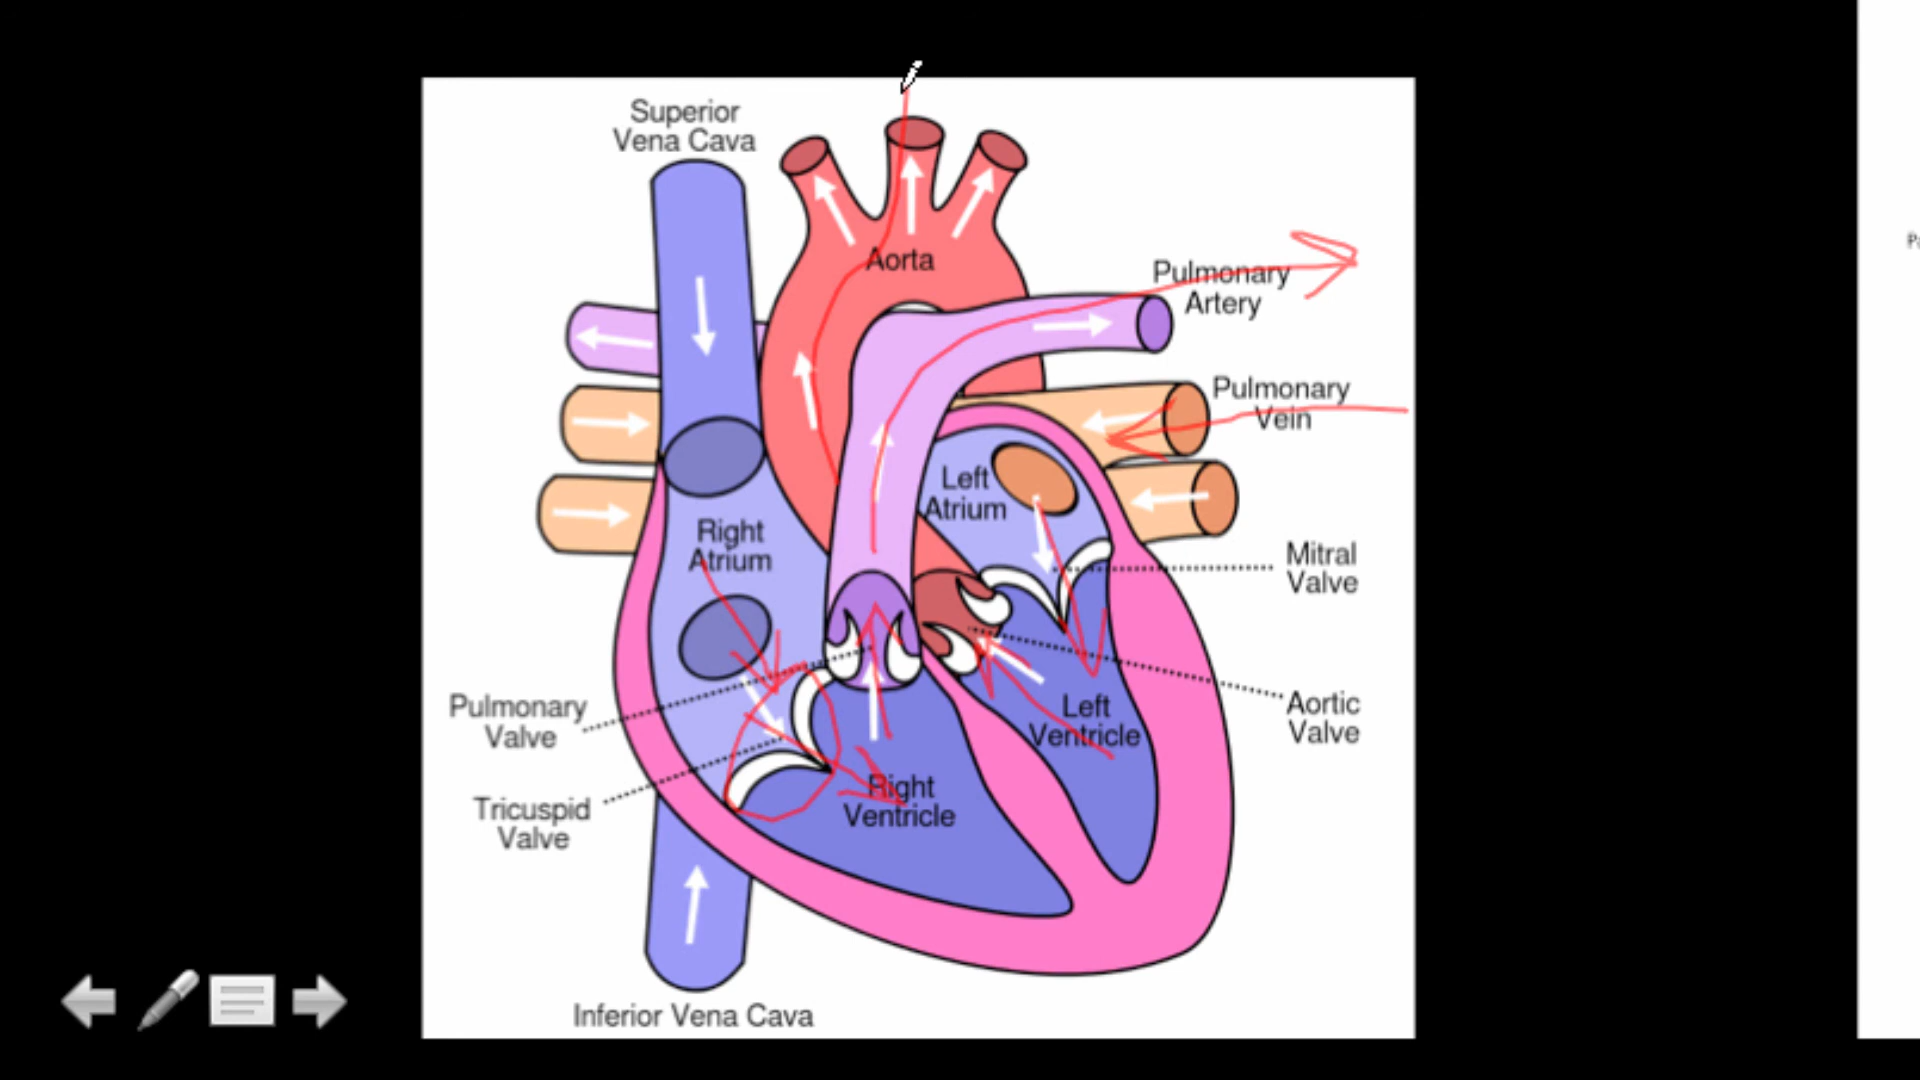 Superior
Vena Cava
Aorta
Pulmonary
Artery
Pulmonary
Vein
Left
Atrium
Right
Atrium
Mitral
Valve
Pulmonary
Valve
Aortic
Valve
Left
Ventricle
Right
Ventricle
Tricuspid
Valve
Inferior Vena Cava